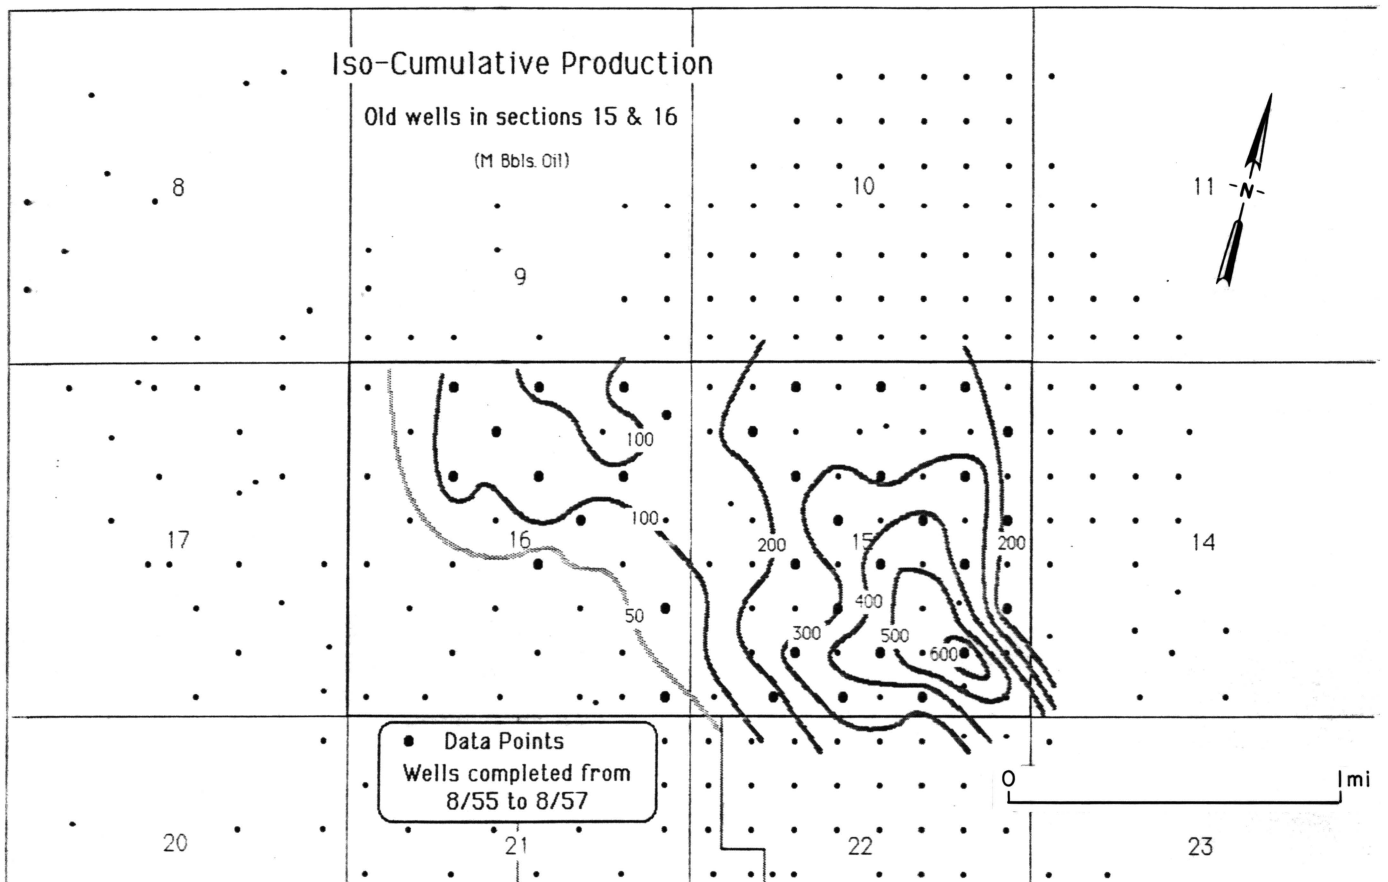 Iso-Cumulative Production
Old wells in sections 15 & 16
(M Bbls. Oil)
8
10
11
N
9
100
100
16
200
15
200
17
14
400
50
300
500
600
Data Points
Wells completed from
8/55 to 8/57
0
1mi
20
21
22
23